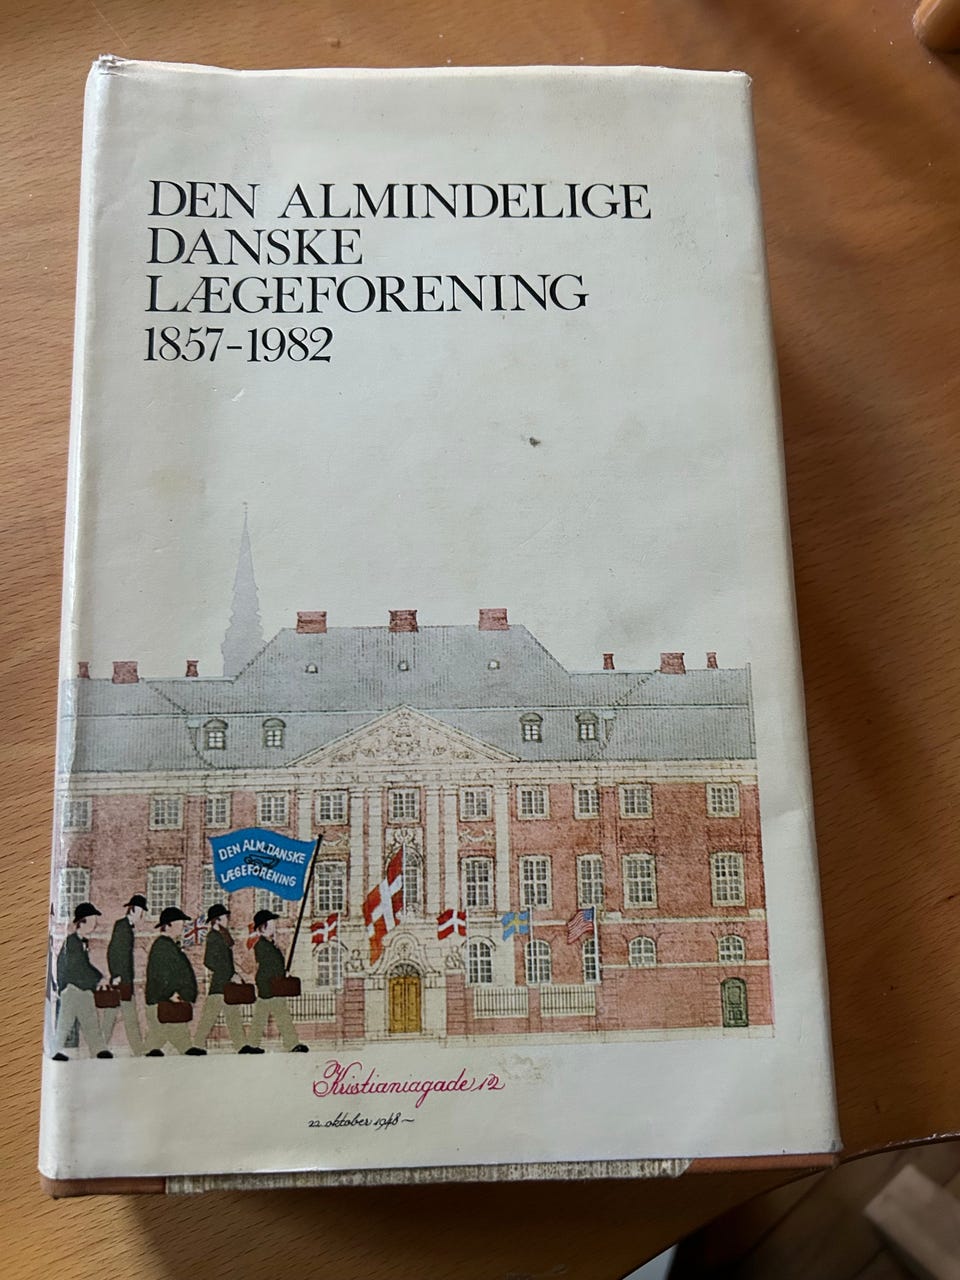 DEN ALMINDELIGE
DANSKE
LÆGEFORENING
1857-1982
DEN ALM. DANSKE
LÆGEFORENING
Kristianiagade 12
22 oktober 1948 ~